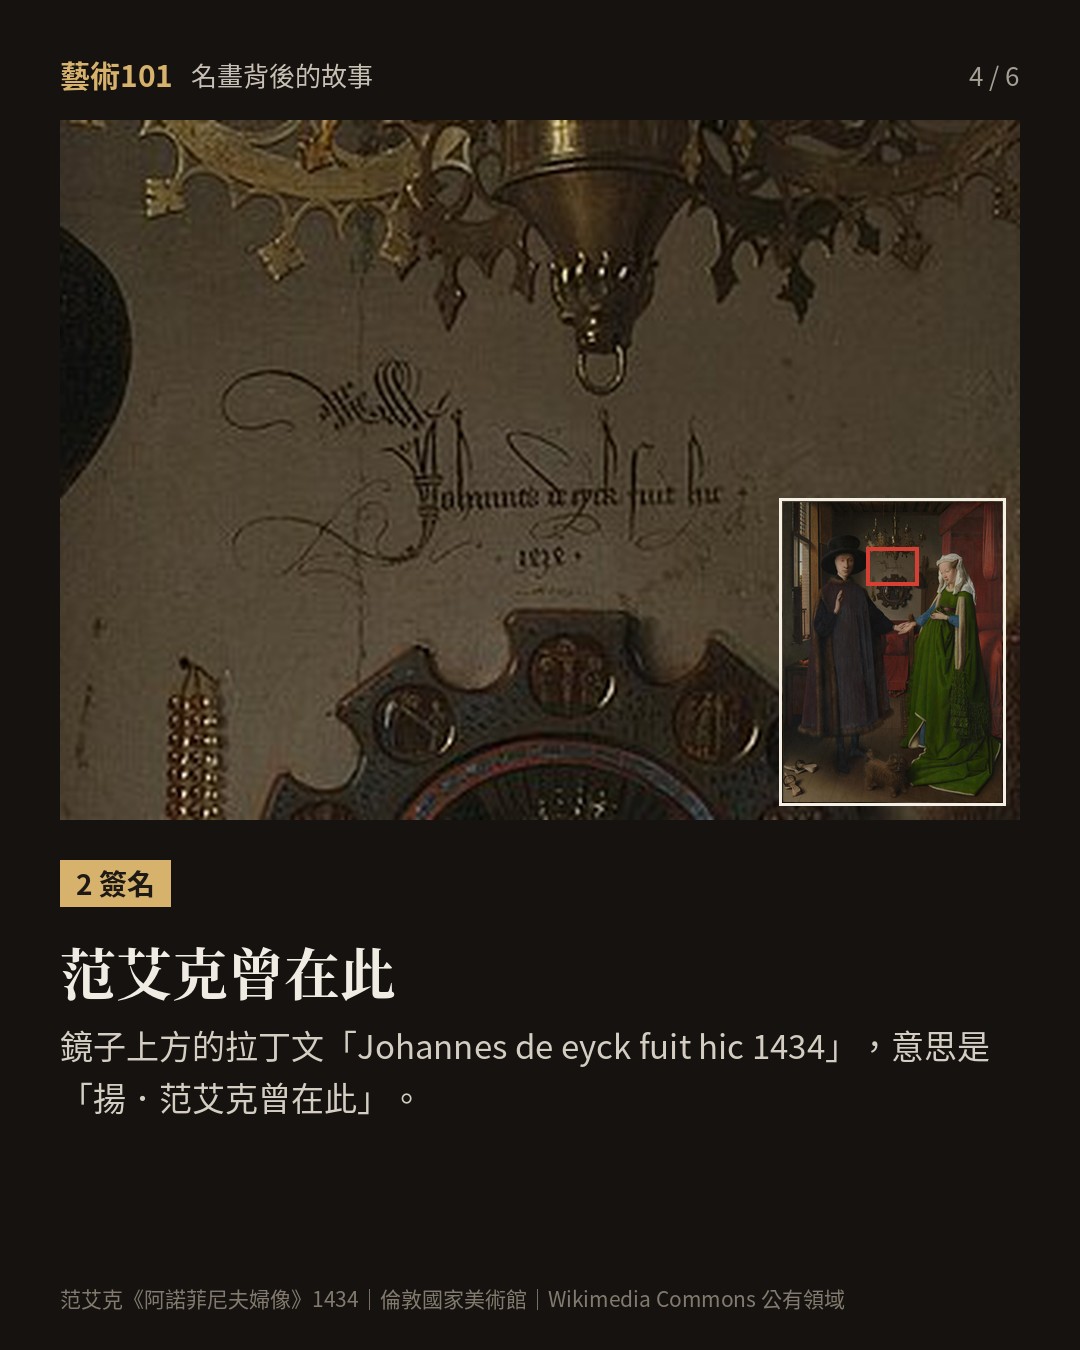 藝術101 名畫背後的故事
4 / 6
Johannes de eyck fuit hic
1434
2 簽名
范艾克曾在此
鏡子上方的拉丁文「Johannes de eyck fuit hic 1434」，意思是
「揚．范艾克曾在此」。
范艾克《阿諾菲尼夫婦像》1434｜倫敦國家美術館｜Wikimedia Commons 公有領域